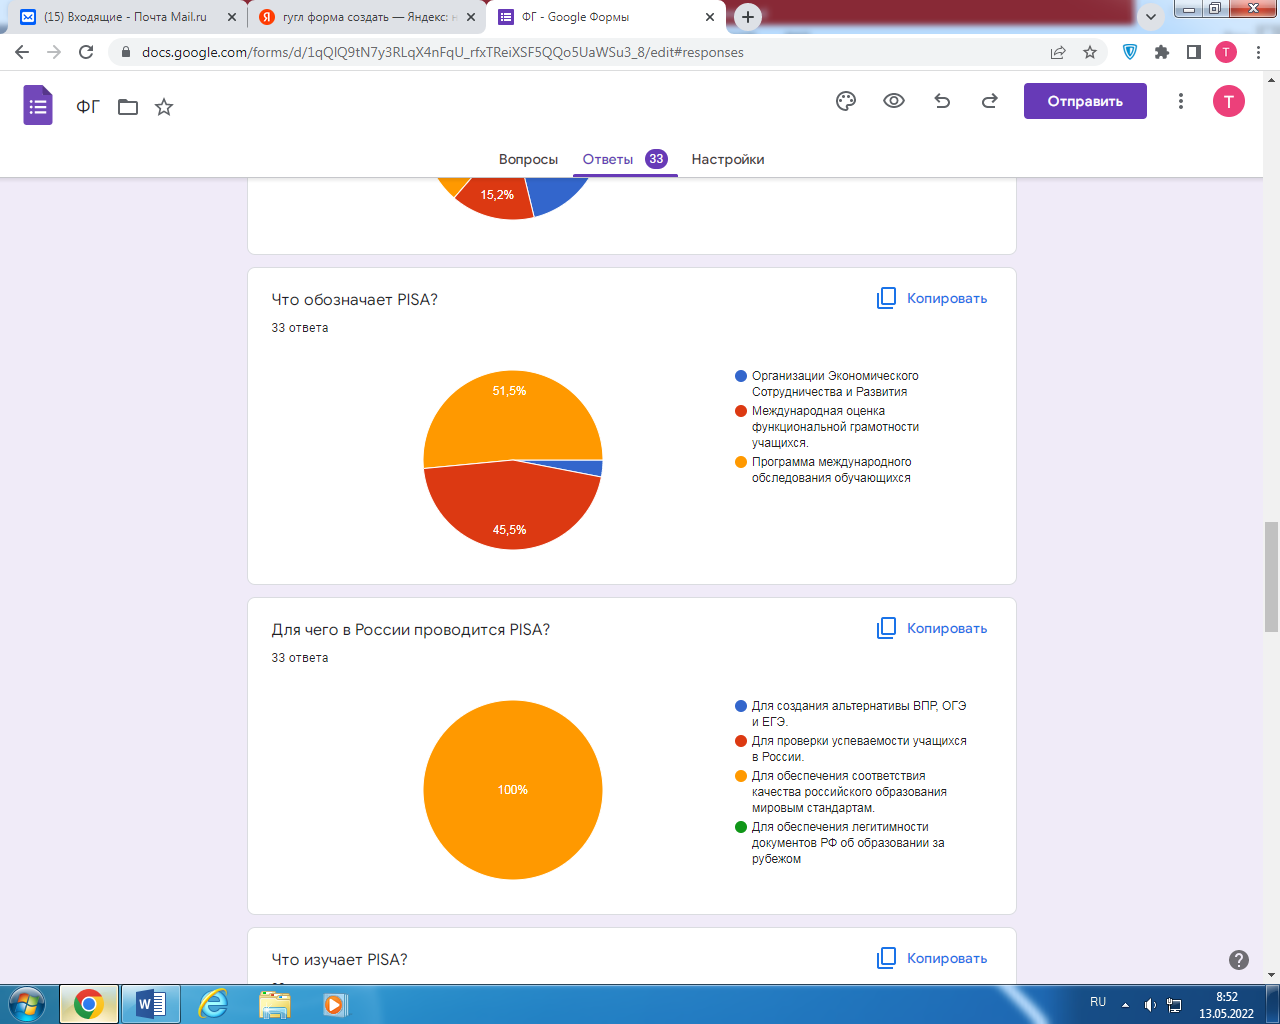 (15) Входящие - Почта Mail.ru
гугл форма создать — Яндекс: н
ФГ - Google Формы
docs.google.com/forms/d/1qQIQ9tN7y3RLqX4nFqU_rfxTReiXSF5QQo5UaWSu3_8/edit#responses
T
ФГ
Отправить
T
Вопросы
Ответы 33
Настройки
15,2%
Что обозначает PISA?
Копировать
33 ответа
51,5%
45,5%
Организации Экономического
Сотрудничества и Развития
Международная оценка
функциональной грамотности
учащихся.
Программа международного
обследования обучающихся
Для чего в России проводится PISA?
Копировать
33 ответа
100%
Для создания альтернативы ВПР, ОГЭ
и ЕГЭ.
Для проверки успеваемости учащихся
в России.
Для обеспечения соответствия
качества российского образования
мировым стандартам.
Для обеспечения легитимности
документов РФ об образовании за
рубежом
Что изучает PISA?
Копировать
RU
8:52
13.05.2022